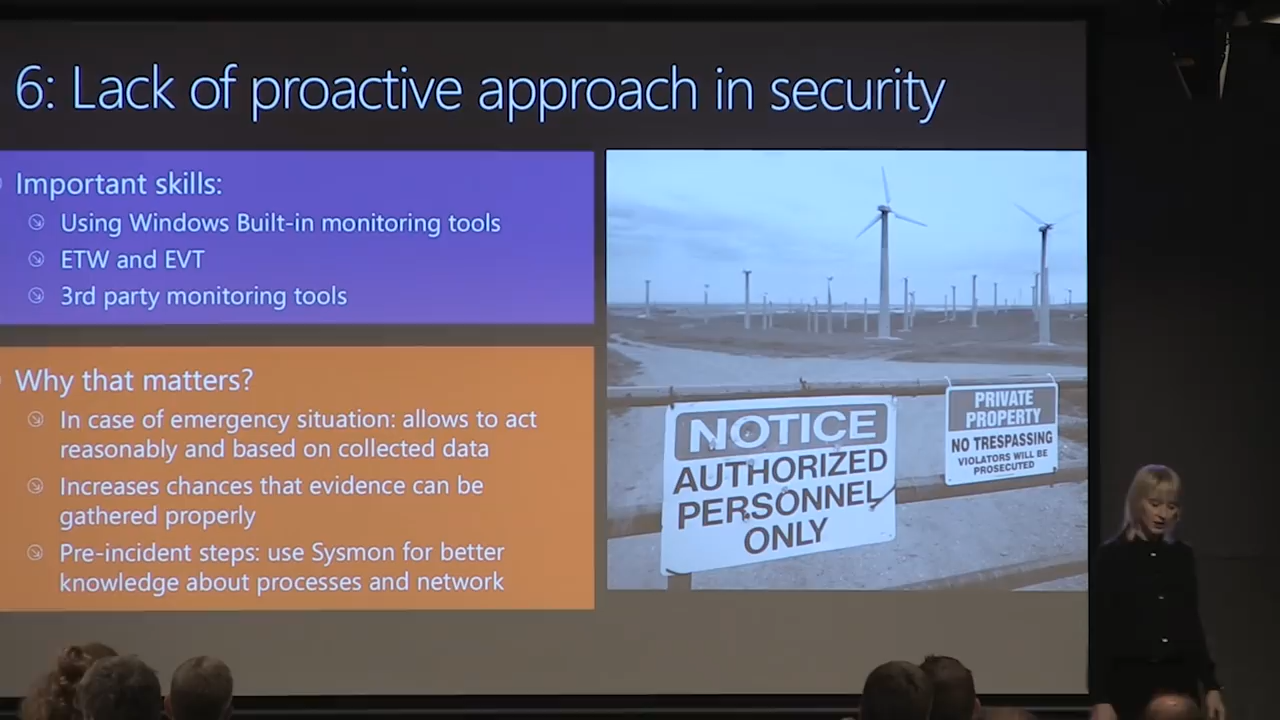 6: Lack of proactive approach in security
Important skills:
Using Windows Built-in monitoring tools
ETW and EVT
3rd party monitoring tools
Why that matters?
In case of emergency situation: allows to act
reasonably and based on collected data
Increases chances that evidence can be
gathered properly
Pre-incident steps: use Sysmon for better
knowledge about processes and network
NOTICE
AUTHORIZED
PERSONNEL
ONLY
PRIVATE
PROPERTY
NO TRESPASSING
VIOLATORS WILL BE
PROSECUTED